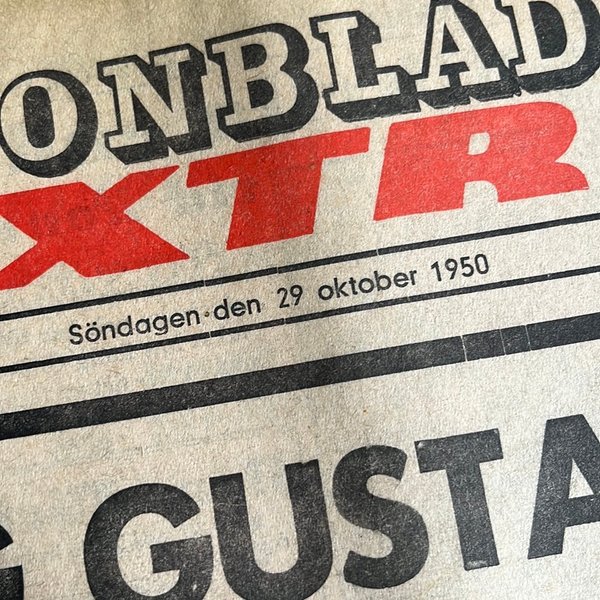 ONBLAD
XTR
Söndagen den 29 oktober 1950
G GUSTA